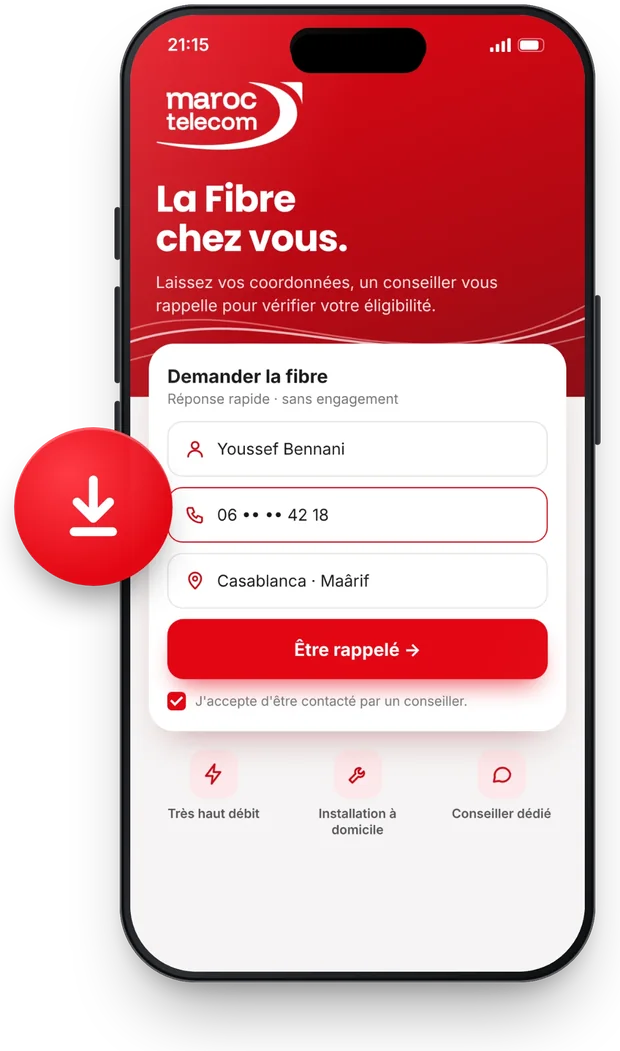 21:15
maroc
telecom
La Fibre
chez vous.
Laissez vos coordonnées, un conseiller vous
rappelle pour vérifier votre éligibilité.
Demander la fibre
Réponse rapide · sans engagement
Youssef Bennani
06 •• •• 42 18
Casablanca · Maârif
Être rappelé →
J'accepte d'être contacté par un conseiller.
Très haut débit
Installation à
domicile
Conseiller dédié